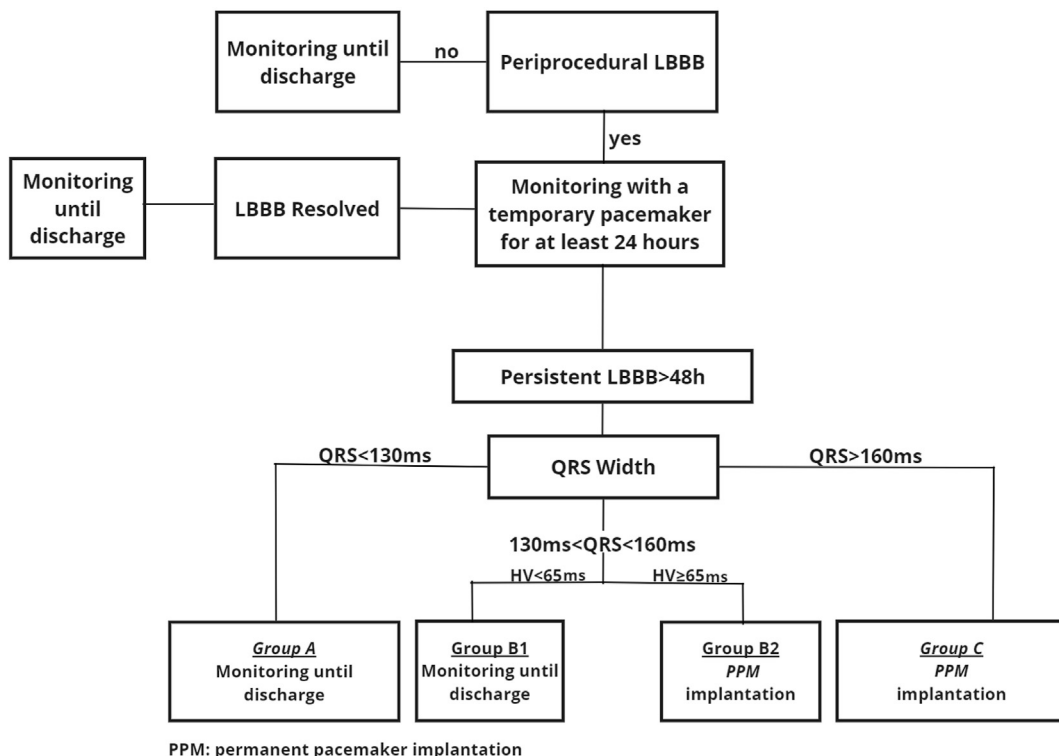 Monitoring until
discharge
no
Periprocedural LBBB
yes
Monitoring
until
discharge
LBBB Resolved
Monitoring with a
temporary pacemaker
for at least 24 hours
Persistent LBBB>48h
QRS<130ms
QRS Width
QRS>160ms
130ms<QRS<160ms
HV<65ms
HV≥65ms
Group A
Monitoring until
discharge
Group B1
Monitoring until
discharge
Group B2
PPM
implantation
Group C
PPM
implantation
PPM: permanent pacemaker implantation